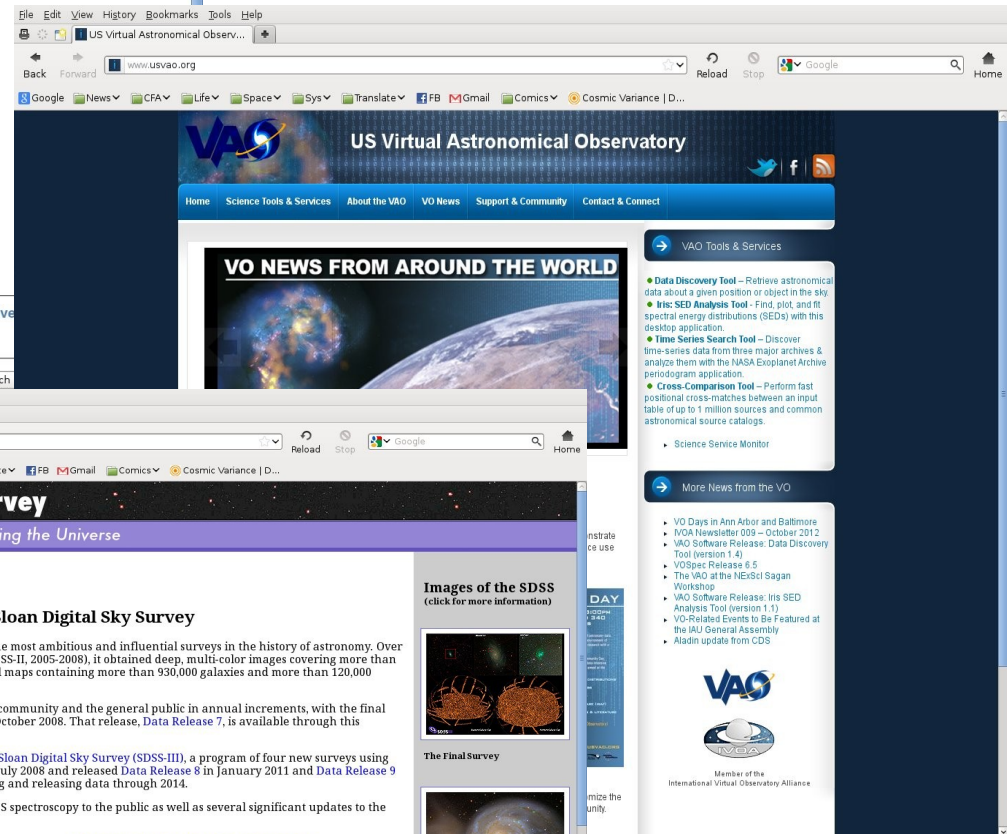 File Edit View History Bookmarks Tools Help
US Virtual Astronomical Observ...
Back Forward www.usvao.org Reload Stop Google Home
Google News CFA Life Space Sys Translate FB Gmail Comics Cosmic Variance | D...
VAO
US Virtual Astronomical Observatory
Home Science Tools & Services About the VAO VO News Support & Community Contact & Connect
VO NEWS FROM AROUND THE WORLD
VAO Tools & Services
Data Discovery Tool – Retrieve astronomical
data about a given position or object in the sky.
Iris: SED Analysis Tool - Find, plot, and fit
spectral energy distributions (SEDs) with this
desktop application.
Time Series Search Tool – Discover
time-series data from three major archives &
analyze them with the NASA Exoplanet Archive
periodogram application.
Cross-Comparison Tool – Perform fast
positional cross-matches between an input
table of up to 1 million sources and common
astronomical source catalogs.
Science Service Monitor
More News from the VO
VO Days in Ann Arbor and Baltimore
IVOA Newsletter 009 – October 2012
VAO Software Release: Data Discovery
Tool (version 1.4)
VOSpec Release 6.5
The VAO at the NExScI Sagan
Workshop
VAO Software Release: Iris SED
Analysis Tool (version 1.1)
VO-Related Events to Be Featured at
the IAU General Assembly
Aladin update from CDS
VAO
IVOA
Member of the
International Virtual Observatory Alliance
Reload Stop Google Home
FB Gmail Comics Cosmic Variance | D...
rvey
ing the Universe
Sloan Digital Sky Survey
e most ambitious and influential surveys in the history of astronomy. Over
SS-II, 2005-2008), it obtained deep, multi-color images covering more than
l maps containing more than 930,000 galaxies and more than 120,000
community and the general public in annual increments, with the final
ctober 2008. That release, Data Release 7, is available through this
Sloan Digital Sky Survey (SDSS-III), a program of four new surveys using
uly 2008 and released Data Release 8 in January 2011 and Data Release 9
g and releasing data through 2014.
S spectroscopy to the public as well as several significant updates to the
Images of the SDSS
(click for more information)
The Final Survey
nstrate
ce use
DAY
mize the
unity.